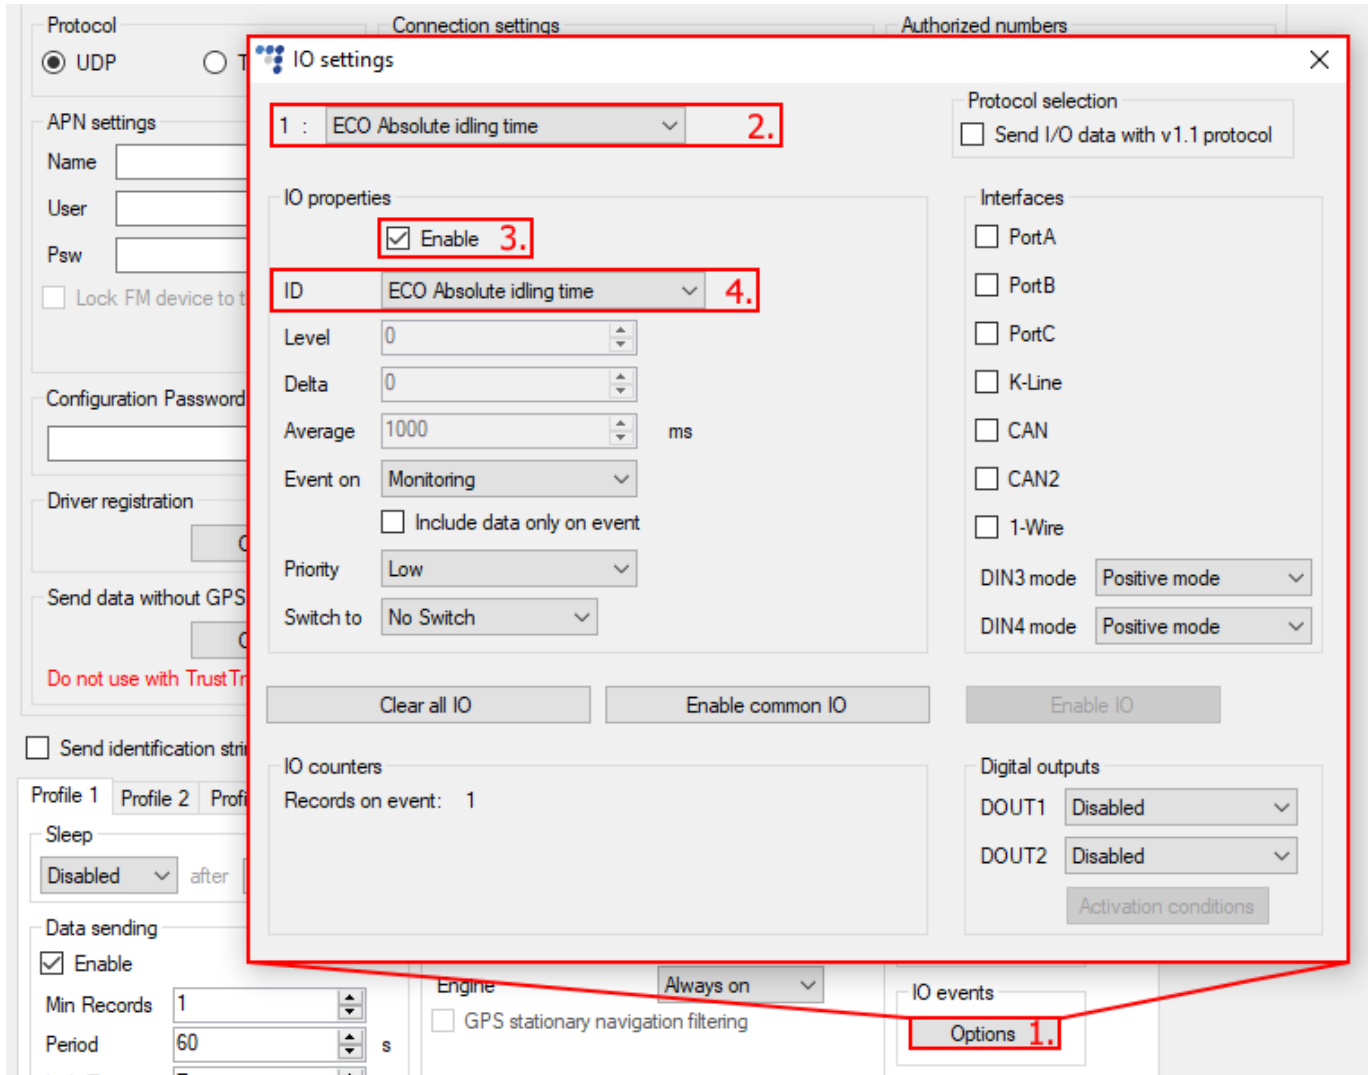 Protocol
Connection settings
Authorized numbers
UDP
IO settings
APN settings
Name
User
Psw
Lock FM device to t
Configuration Password
Driver registration
Send data without GPS
Do not use with TrustTr
Send identification stri
1 : ECO Absolute idling time 2.
Protocol selection
Send I/O data with v1.1 protocol
IO properties
Enable 3.
ID ECO Absolute idling time 4.
Level 0
Delta 0
Average 1000 ms
Event on Monitoring
Include data only on event
Priority Low
Switch to No Switch
Interfaces
PortA
PortB
PortC
K-Line
CAN
CAN2
1-Wire
DIN3 mode Positive mode
DIN4 mode Positive mode
Clear all IO
Enable common IO
Enable IO
IO counters
Records on event: 1
Digital outputs
DOUT1 Disabled
DOUT2 Disabled
Activation conditions
Profile 1 Profile 2 Profi
Sleep
Disabled after
Data sending
Enable
Min Records 1
Period 60 s
Engine Always on
GPS stationary navigation filtering
IO events
Options 1.